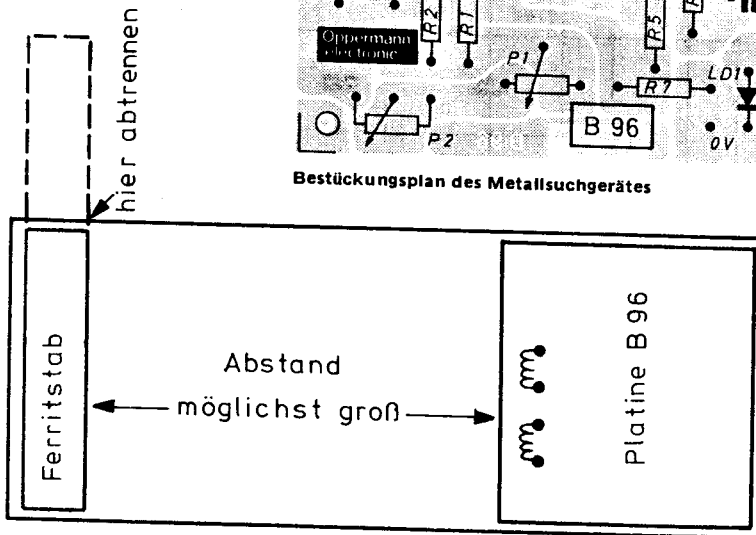 hier abtrennen
R2
R1
R5
Oppermann
electronic
P1
R7
LD1
P2
B 96
0V
Bestückungsplan des Metallsuchgerätes
Ferritstab
Abstand
möglichst groß
Platine B 96